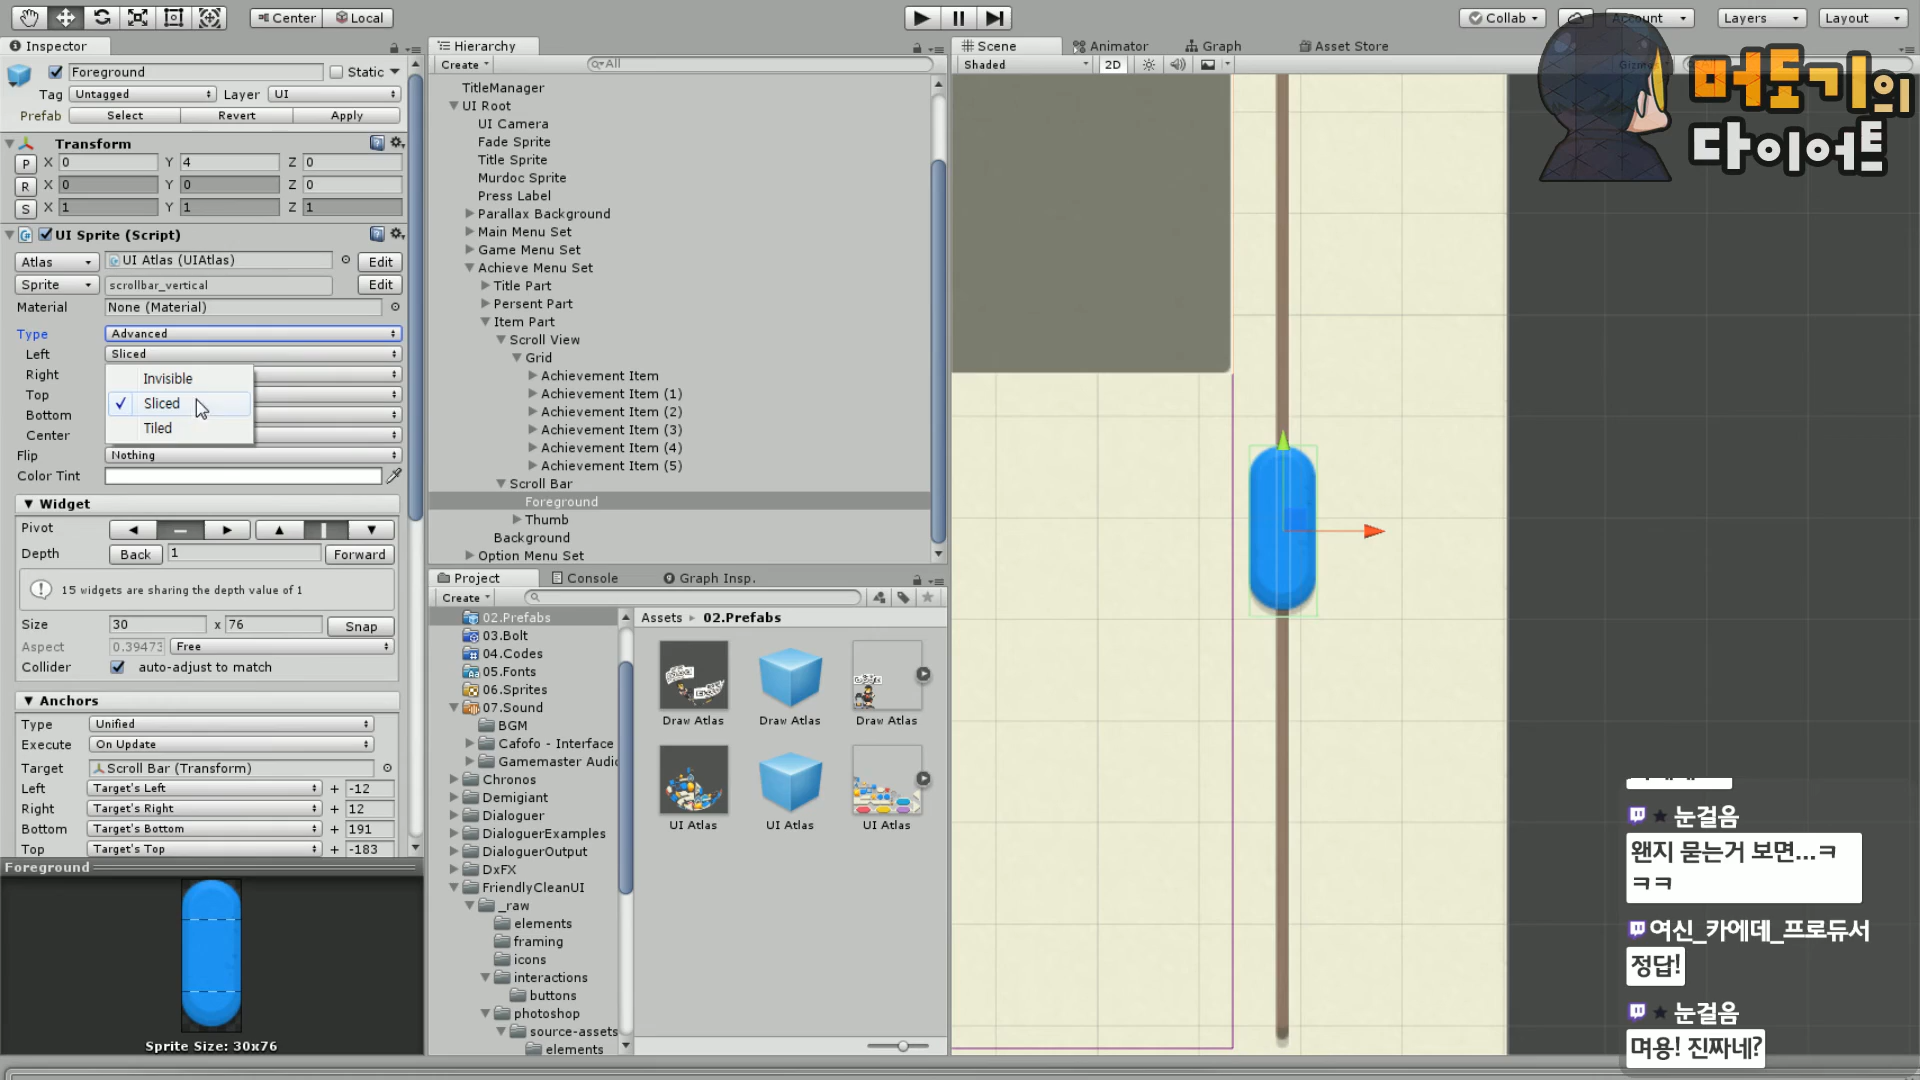 Center
Local
Collab
Account
Layers
Layout
Inspector
Foreground
Static
Tag
Untagged
Layer
UI
Prefab
Select
Revert
Apply
Transform
P
X
0
Y
4
Z
0
R
X
0
Y
0
Z
0
S
X
1
Y
1
Z
1
UI Sprite (Script)
Atlas
UI Atlas (UIAtlas)
Edit
Sprite
scrollbar_vertical
Edit
Material
None (Material)
Type
Advanced
Left
Sliced
Right
Invisible
Top
Sliced
Bottom
Tiled
Center
Flip
Nothing
Color Tint
Widget
Pivot
Depth
Back
1
Forward
15 widgets are sharing the depth value of 1
Size
30
x
76
Snap
Aspect
0.39473
Free
Collider
auto-adjust to match
Anchors
Type
Unified
Execute
On Update
Target
Scroll Bar (Transform)
Left
Target's Left
+
-12
Right
Target's Right
+
12
Bottom
Target's Bottom
+
191
Top
Target's Top
+
-183
Foreground
Sprite Size: 30x76
Hierarchy
Create
All
TitleManager
UI Root
UI Camera
Fade Sprite
Title Sprite
Murdoc Sprite
Press Label
Parallax Background
Main Menu Set
Game Menu Set
Achieve Menu Set
Title Part
Persent Part
Item Part
Scroll View
Grid
Achievement Item
Achievement Item (1)
Achievement Item (2)
Achievement Item (3)
Achievement Item (4)
Achievement Item (5)
Scroll Bar
Foreground
Thumb
Background
Option Menu Set
Project
Console
Graph Insp.
Create
02.Prefabs
03.Bolt
04.Codes
05.Fonts
06.Sprites
07.Sound
BGM
Cafofo - Interface
Gamemaster Audio
Chronos
Demigiant
Dialoguer
DialoguerExamples
DialoguerOutput
DxFX
FriendlyCleanUI
_raw
elements
framing
icons
interactions
buttons
photoshop
source-assets
elements
Assets
02.Prefabs
Draw Atlas
Draw Atlas
Draw Atlas
UI Atlas
UI Atlas
UI Atlas
Scene
Animator
Graph
Asset Store
Shaded
2D
Gizmos
머도기의
다이어트
눈걸음
왠지 묻는거 보면...ㅋ
ㅋㅋ
여신_카에데_프로듀서
정답!
눈걸음
며용! 진짜네?